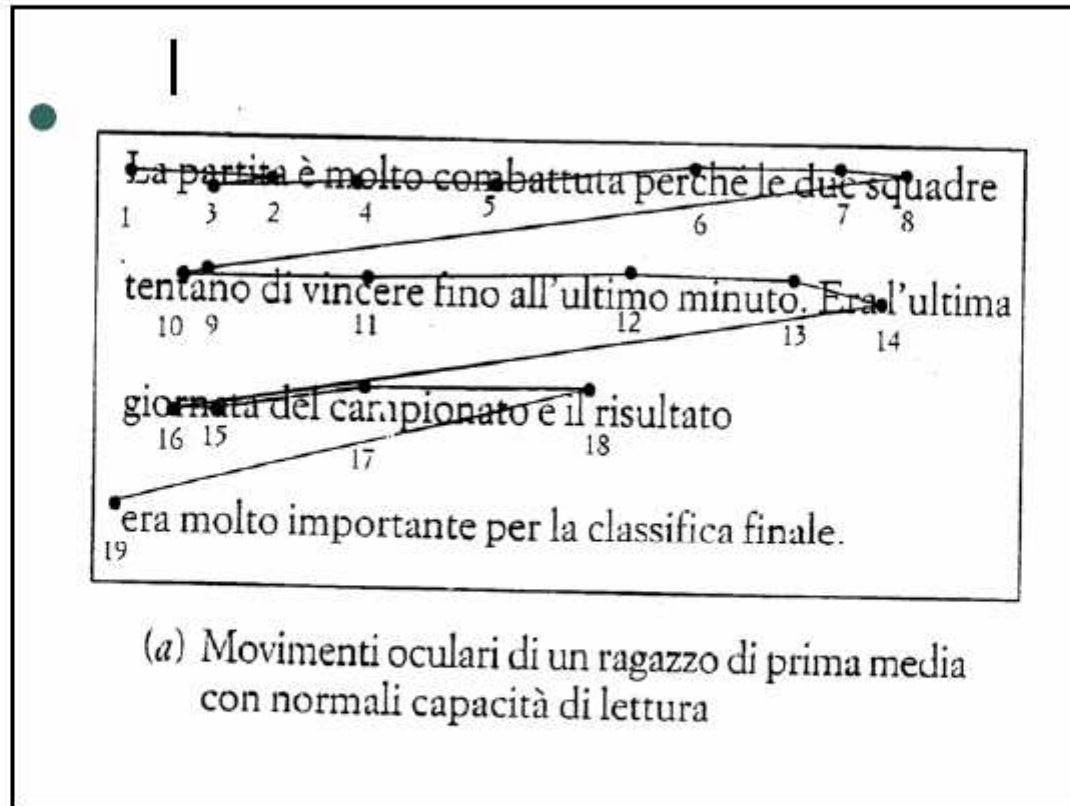 La partita è molto combattuta perché le due squadre
1 3 2 4 5 6 7 8
tentano di vincere fino all'ultimo minuto. Era l'ultima
10 9 11 12 13 14
giornata del campionato e il risultato
16 15 17 18
era molto importante per la classifica finale.
19
(a) Movimenti oculari di un ragazzo di prima media
con normali capacità di lettura